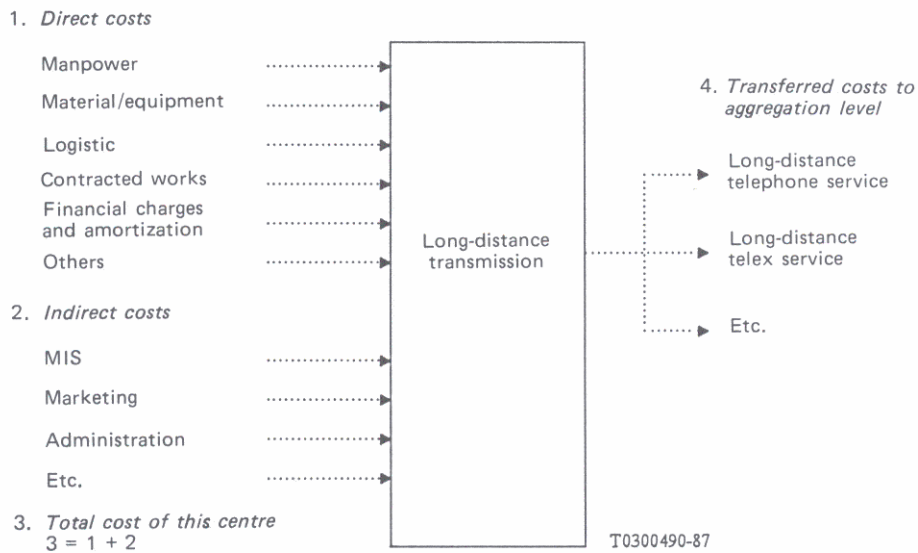 1. Direct costs
Manpower
Material/equipment
Logistic
Contracted works
Financial charges
and amortization
Others
2. Indirect costs
MIS
Marketing
Administration
Etc.
3. Total cost of this centre
3 = 1 + 2
Long-distance
transmission
4. Transferred costs to
aggregation level
Long-distance
telephone service
Long-distance
telex service
Etc.
T0300490-87